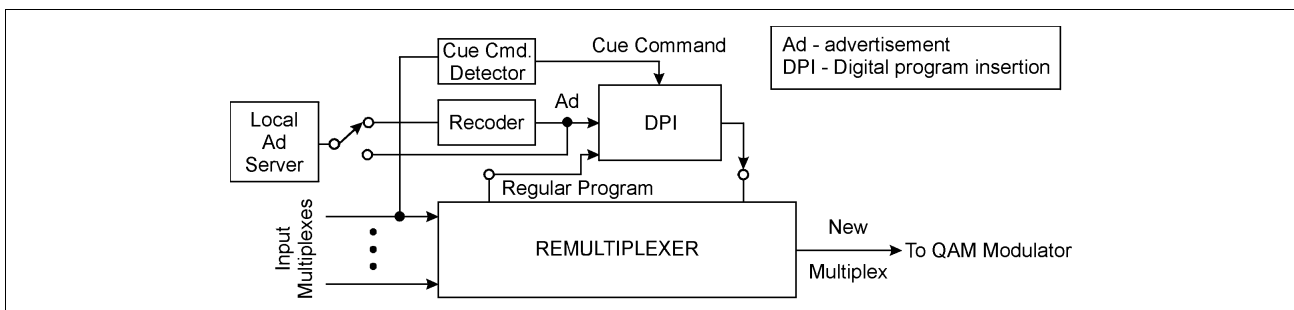 Cue Command
Cue Cmd.
Detector
Ad - advertisement
DPI - Digital program insertion
Local
Ad
Server
Recoder
Ad
DPI
Regular Program
Input
Multiplexes
REMULTIPLEXER
New
Multiplex
To QAM Modulator